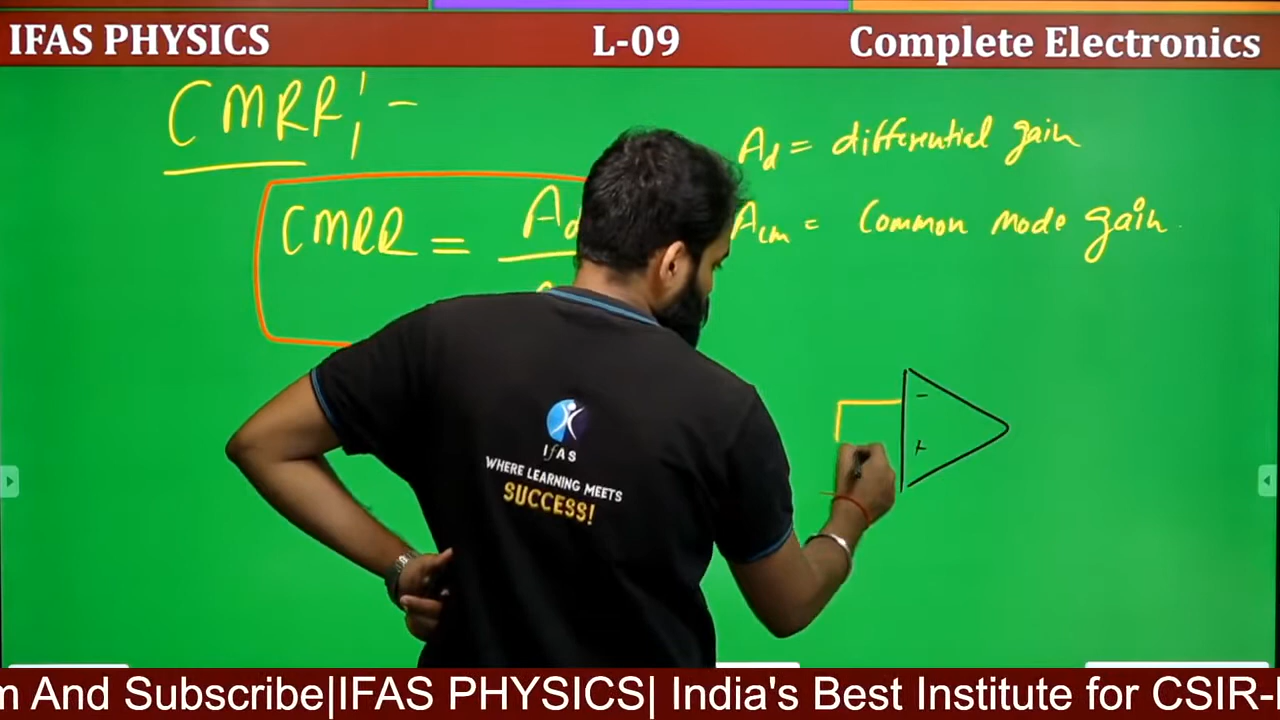 IFAS PHYSICS L-09 Complete Electronics
CMRR :-
CMRR = Ad
Ad = differential gain
Acm = Common mode gain
-
+
IfAS
WHERE LEARNING MEETS
SUCCESS!
And Subscribe|IFAS PHYSICS| India's Best Institute for